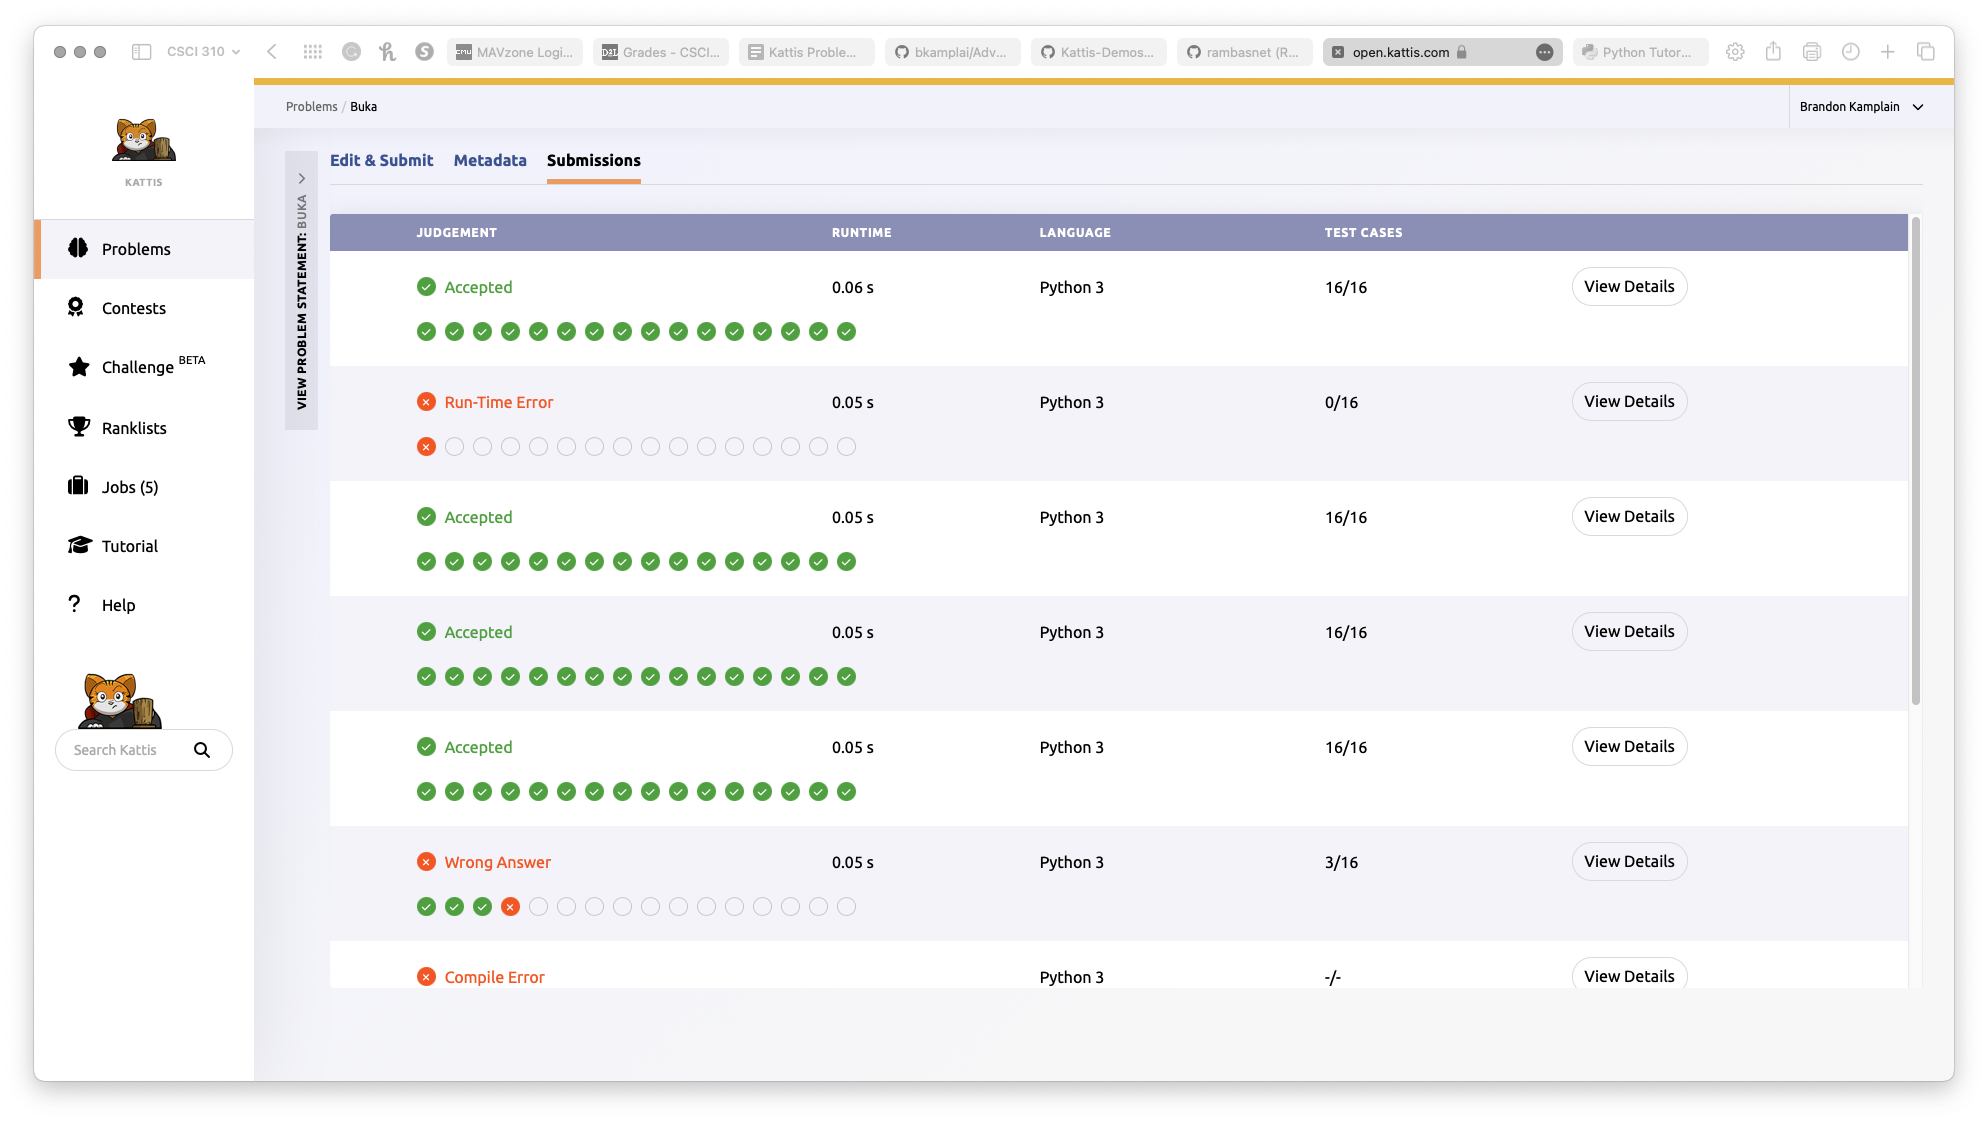 CSCI 310
MAVzone Logi...
Grades - CSCI...
Kattis Proble...
bkamplai/Adv...
Kattis-Demos...
rambasnet (R...
open.kattis.com
Python Tutor...
KATTIS
Problems
Contests
Challenge BETA
Ranklists
Jobs (5)
Tutorial
Help
Search Kattis
Problems / Buka
Brandon Kamplain
VIEW PROBLEM STATEMENT: BUKA
Edit & Submit Metadata Submissions
JUDGEMENT RUNTIME LANGUAGE TEST CASES
Accepted 0.06 s Python 3 16/16 View Details
Run-Time Error 0.05 s Python 3 0/16 View Details
Accepted 0.05 s Python 3 16/16 View Details
Accepted 0.05 s Python 3 16/16 View Details
Accepted 0.05 s Python 3 16/16 View Details
Wrong Answer 0.05 s Python 3 3/16 View Details
Compile Error Python 3 -/- View Details